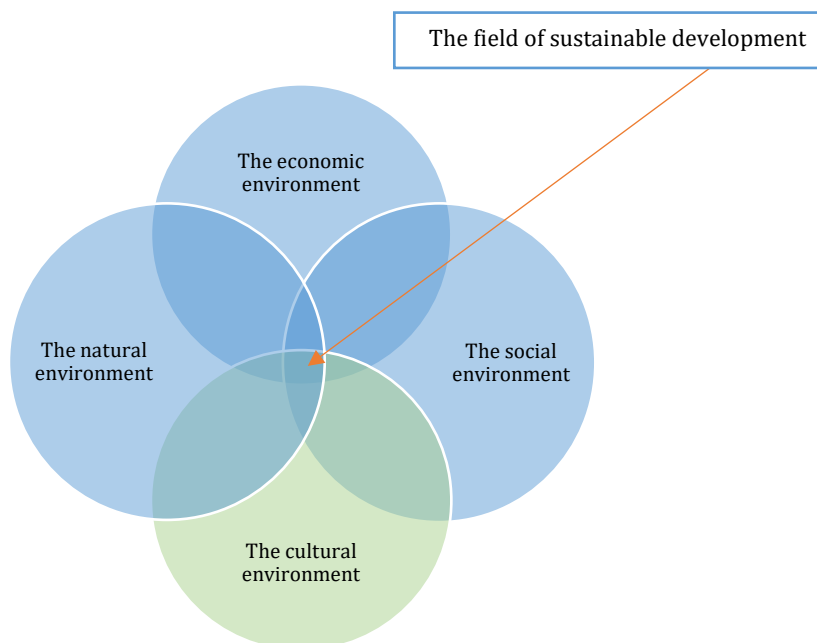 The field of sustainable development
The economic
environment
The natural
environment
The social
environment
The cultural
environment